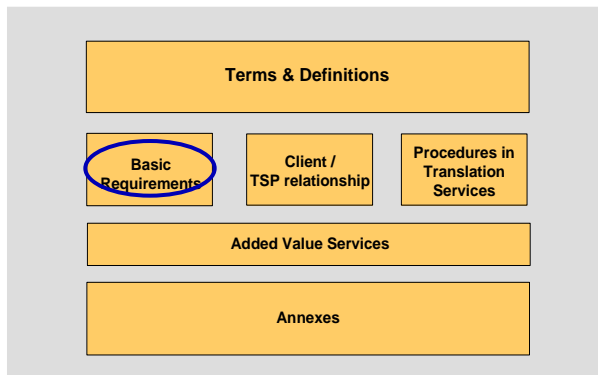 Terms & Definitions
Basic
Requirements
Client /
TSP relationship
Procedures in
Translation
Services
Added Value Services
Annexes